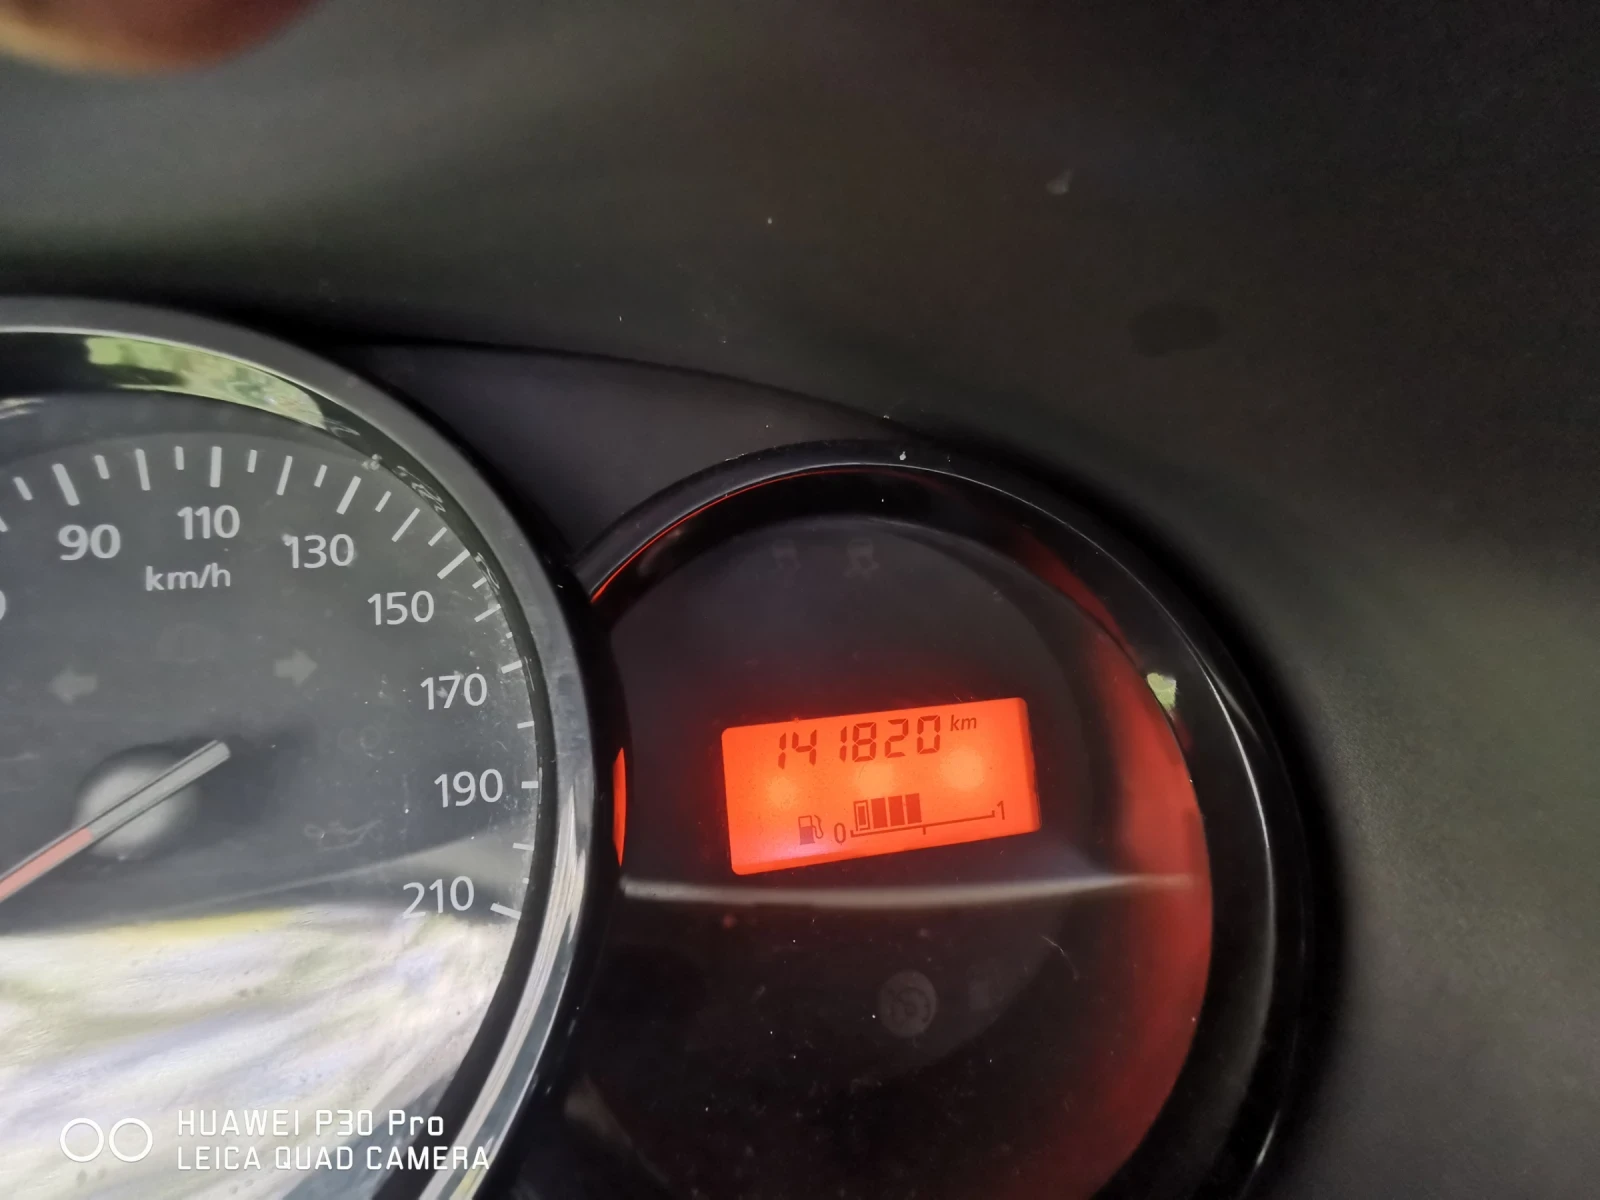 90
110
130
km/h
150
170
190
210
141820 km
0 1
HUAWEI P30 Pro
LEICA QUAD CAMERA